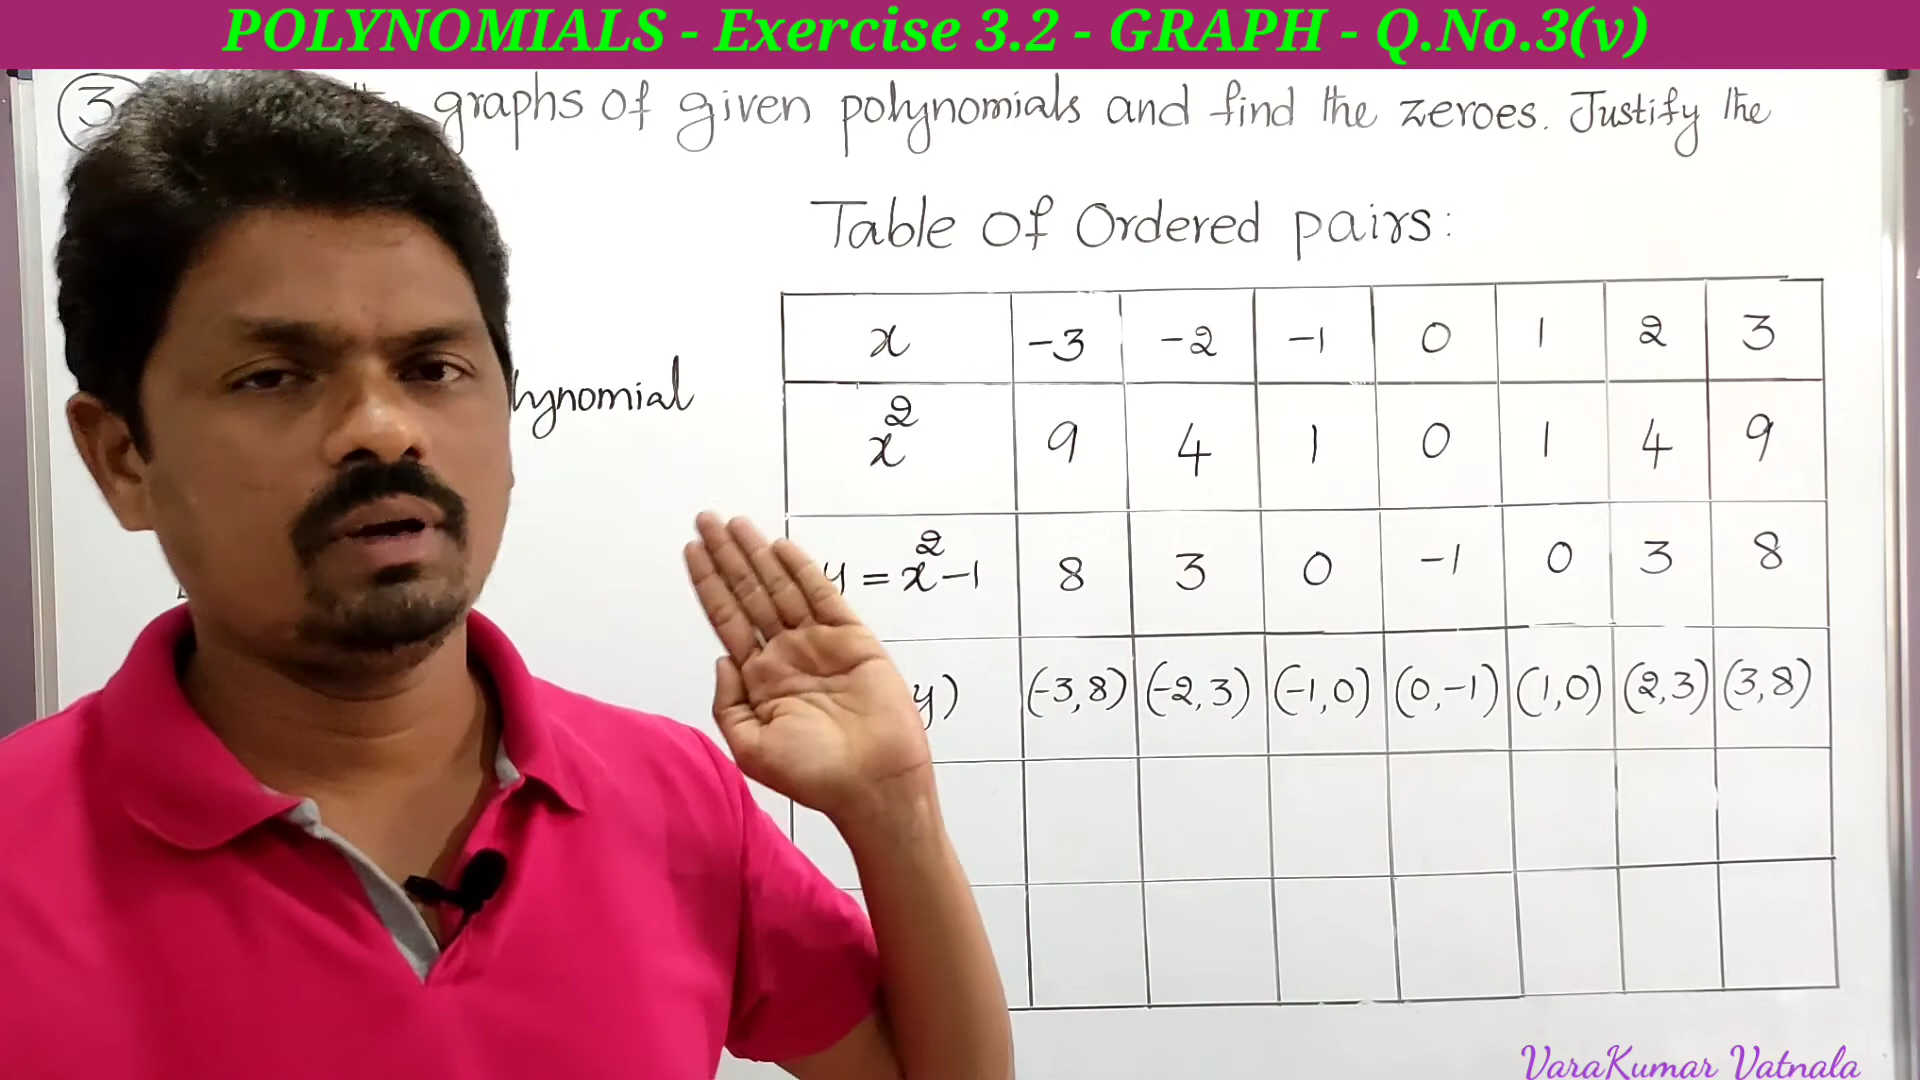 POLYNOMIALS - Exercise 3.2 - GRAPH - Q.No.3(v)
3 graphs of given polynomials and find the zeroes. Justify the
Table of Ordered pairs:
x -3 -2 -1 0 1 2 3
x² 9 4 1 0 1 4 9
y = x²-1 8 3 0 -1 0 3 8
y) (-3,8) (-2,3) (-1,0) (0,-1) (1,0) (2,3) (3,8)
VaraKumar Vatnala